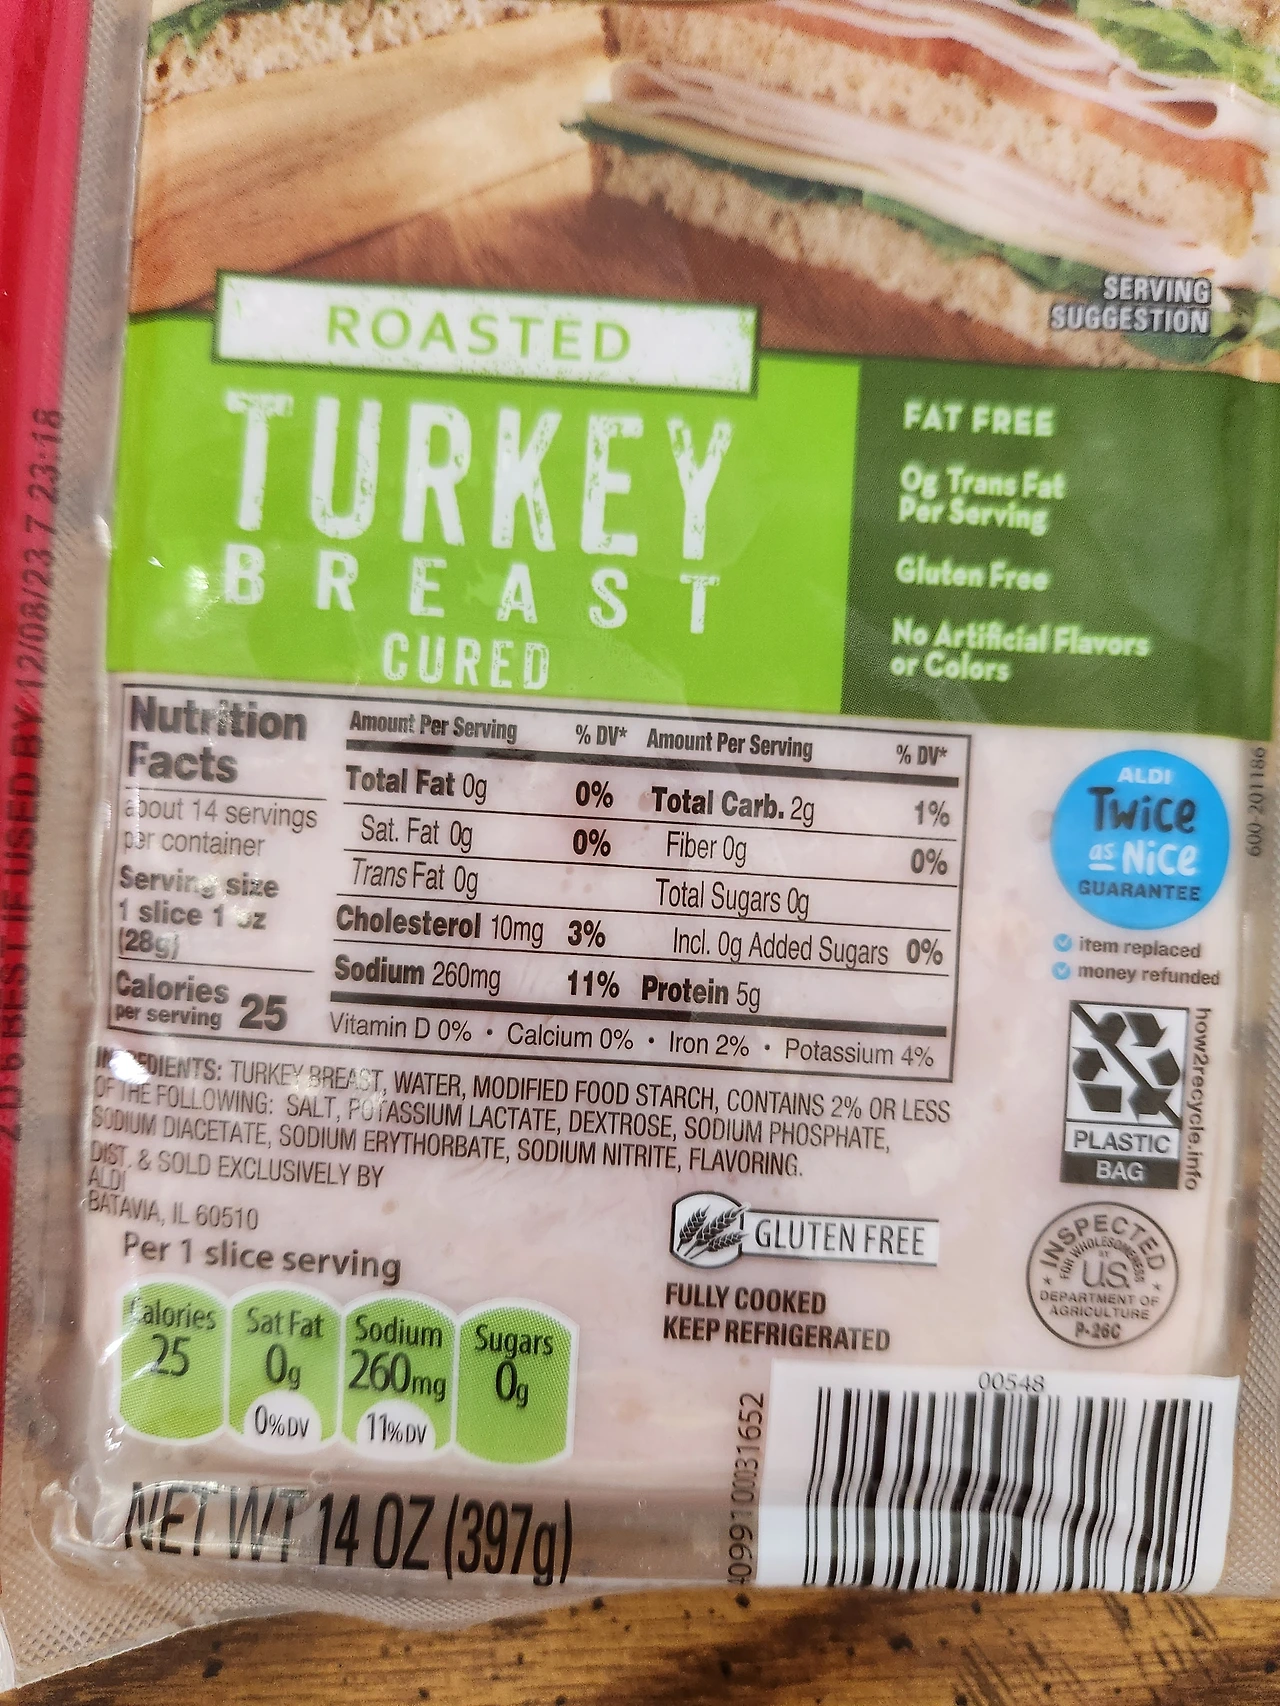 SERVING
SUGGESTION
ROASTED
TURKEY
BREAST
CURED
FAT FREE
0g Trans Fat
Per Serving
Gluten Free
No Artificial Flavors
or Colors
BEST IF USED BY 12/08/23 7 23:18
Nutrition
Facts
about 14 servings
per container
Serving size
1 slice 1 oz
(28g)
Calories
per serving 25
Amount Per Serving % DV*
Total Fat 0g 0%
Sat. Fat 0g 0%
Trans Fat 0g
Cholesterol 10mg 3%
Sodium 260mg 11%
Amount Per Serving % DV*
Total Carb. 2g 1%
Fiber 0g 0%
Total Sugars 0g
Incl. 0g Added Sugars 0%
Protein 5g
Vitamin D 0% • Calcium 0% • Iron 2% • Potassium 4%
INGREDIENTS: TURKEY BREAST, WATER, MODIFIED FOOD STARCH, CONTAINS 2% OR LESS
OF THE FOLLOWING: SALT, POTASSIUM LACTATE, DEXTROSE, SODIUM PHOSPHATE,
SODIUM DIACETATE, SODIUM ERYTHORBATE, SODIUM NITRITE, FLAVORING.
DIST. & SOLD EXCLUSIVELY BY
ALDI
BATAVIA, IL 60510
ALDI
Twice
as Nice
GUARANTEE
item replaced
money refunded
600-201186
how2recycle.info
PLASTIC
BAG
Per 1 slice serving
Calories
25
Sat Fat
0g
0%DV
Sodium
260mg
11%DV
Sugars
0g
GLUTEN FREE
FULLY COOKED
KEEP REFRIGERATED
INSPECTED
FOR WHOLESOMENESS
BY
U.S.
DEPARTMENT OF
AGRICULTURE
P-26C
NET WT 14 OZ (397g)
4099100031652
00548